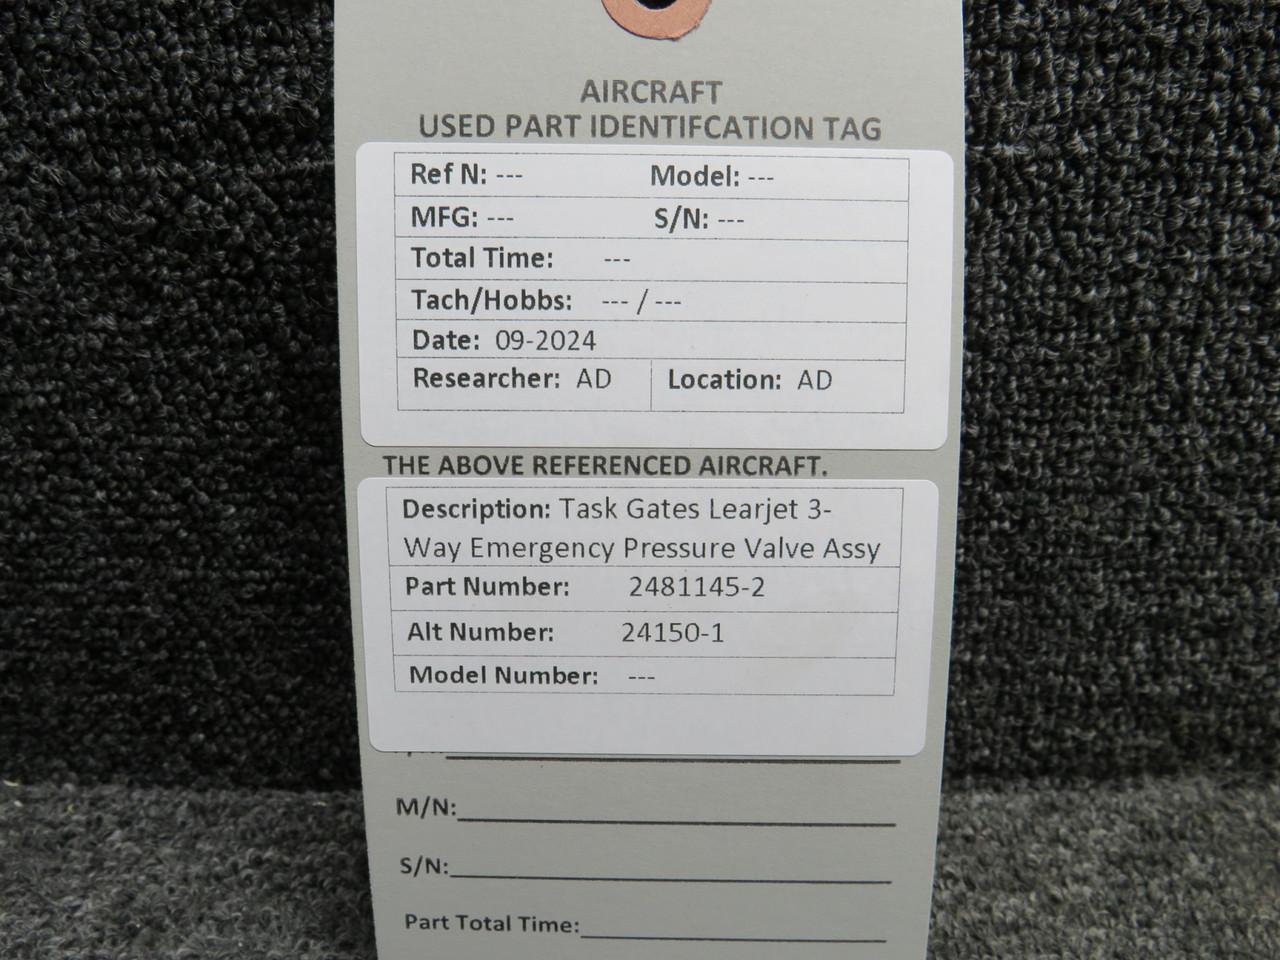 AIRCRAFT
USED PART IDENTIFCATION TAG
Ref N: --- Model: ---
MFG: --- S/N: ---
Total Time: ---
Tach/Hobbs: --- / ---
Date: 09-2024
Researcher: AD Location: AD
THE ABOVE REFERENCED AIRCRAFT.
Description: Task Gates Learjet 3-
Way Emergency Pressure Valve Assy
Part Number: 2481145-2
Alt Number: 24150-1
Model Number: ---
M/N:
S/N:
Part Total Time: